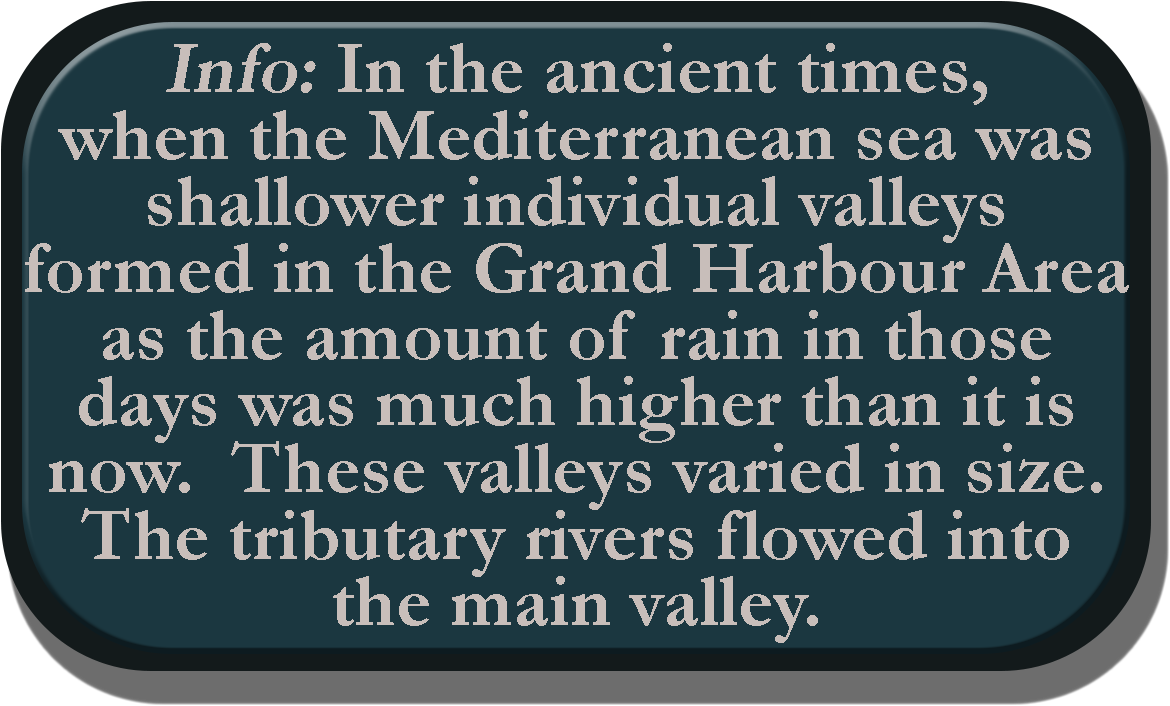 Info: In the ancient times,
when the Mediterranean sea was
shallower individual valleys
formed in the Grand Harbour Area
as the amount of rain in those
days was much higher than it is
now.  These valleys varied in size.
The tributary rivers flowed into
the main valley.